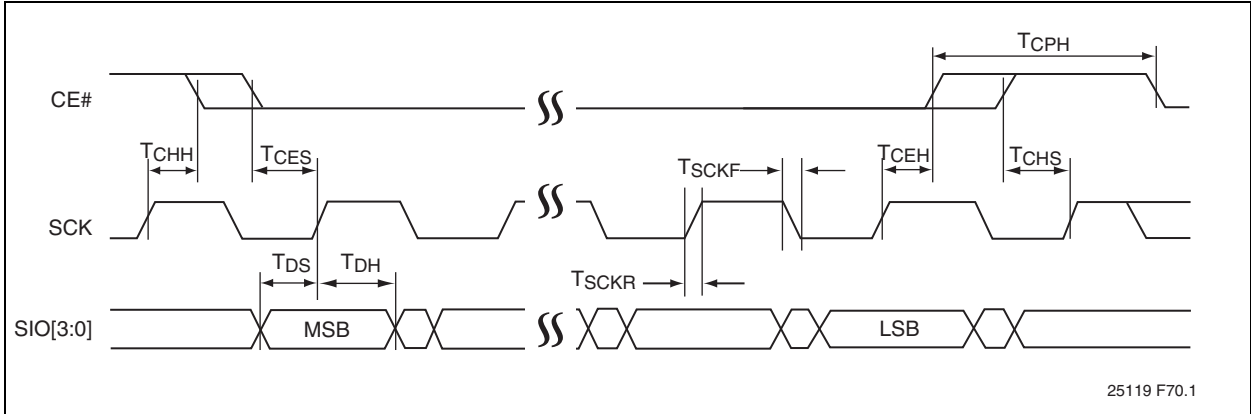 TCPH
CE#
TCHH
TCES
TSCKF
TCEH
TCHS
SCK
TDS
TDH
TSCKR
SIO[3:0]
MSB
LSB
25119 F70.1